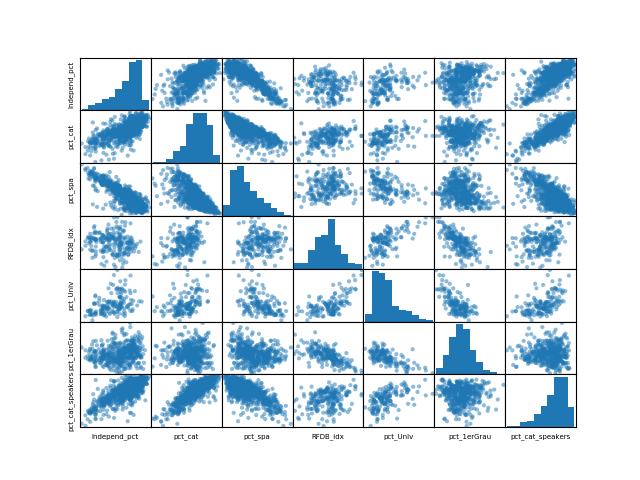 Independ_pct
pct_cat
pct_spa
RFDB_idx
pct_Univ
pct_1erGrau
pct_cat_speakers
Independ_pct pct_cat pct_spa RFDB_idx pct_Univ pct_1erGrau pct_cat_speakers